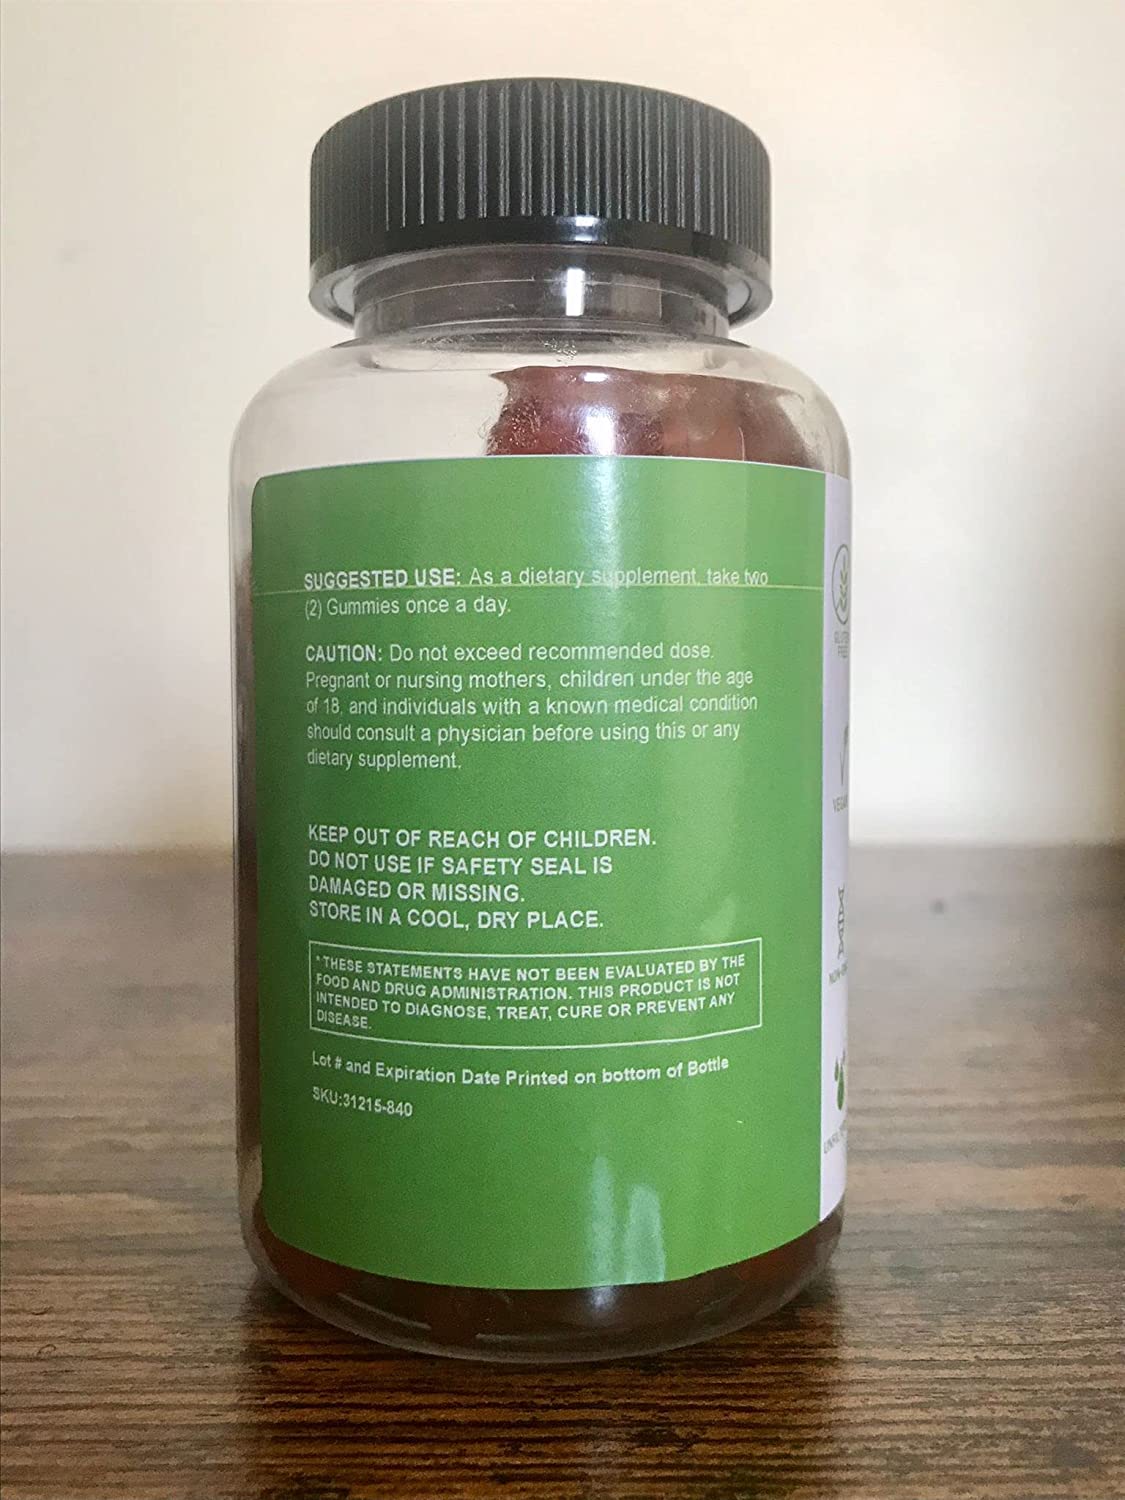 SUGGESTED USE: As a dietary supplement, take two
(2) Gummies once a day.
CAUTION: Do not exceed recommended dose.
Pregnant or nursing mothers, children under the age
of 18, and individuals with a known medical condition
should consult a physician before using this or any
dietary supplement.
KEEP OUT OF REACH OF CHILDREN.
DO NOT USE IF SAFETY SEAL IS
DAMAGED OR MISSING.
STORE IN A COOL, DRY PLACE.
*THESE STATEMENTS HAVE NOT BEEN EVALUATED BY THE
FOOD AND DRUG ADMINISTRATION. THIS PRODUCT IS NOT
INTENDED TO DIAGNOSE, TREAT, CURE OR PREVENT ANY
DISEASE.
Lot # and Expiration Date Printed on bottom of Bottle
SKU:31215-840
GLUTEN
FREE
VEGAN